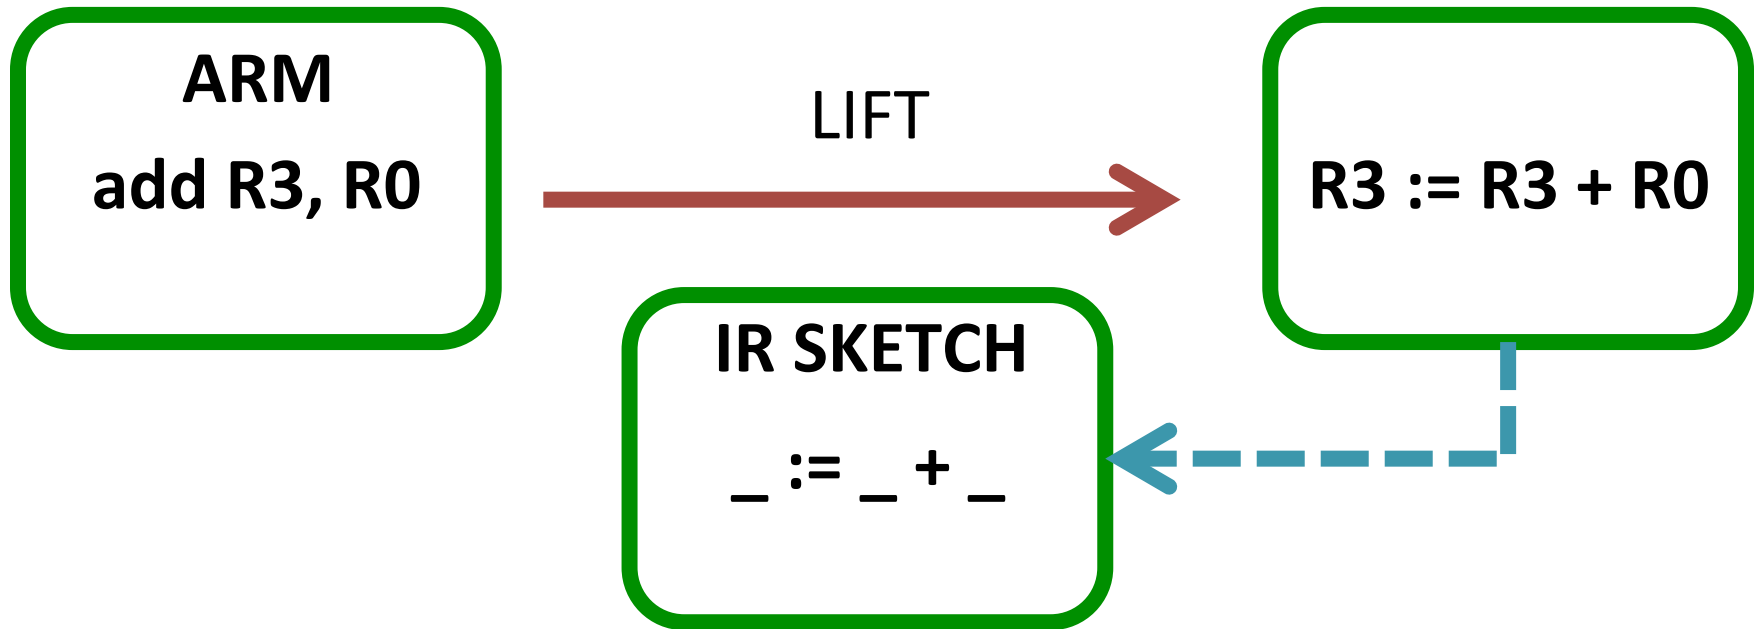 ARM
add R3, R0
LIFT
R3 := R3 + R0
IR SKETCH
_ := _ + _